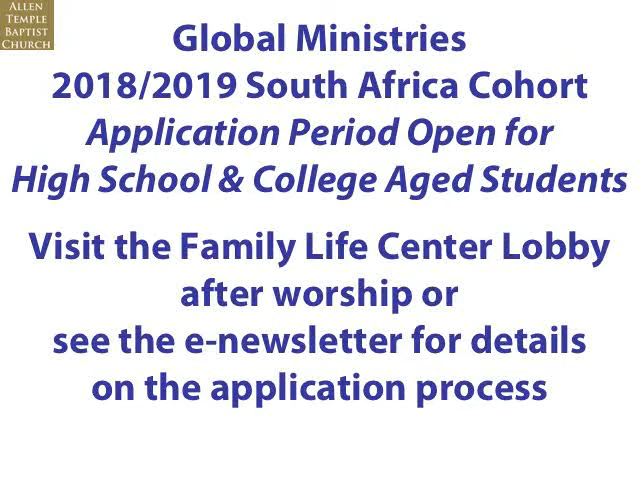 ALLEN
TEMPLE
BAPTIST
CHURCH
Global Ministries
2018/2019 South Africa Cohort
Application Period Open for
High School & College Aged Students
Visit the Family Life Center Lobby
after worship or
see the e-newsletter for details
on the application process